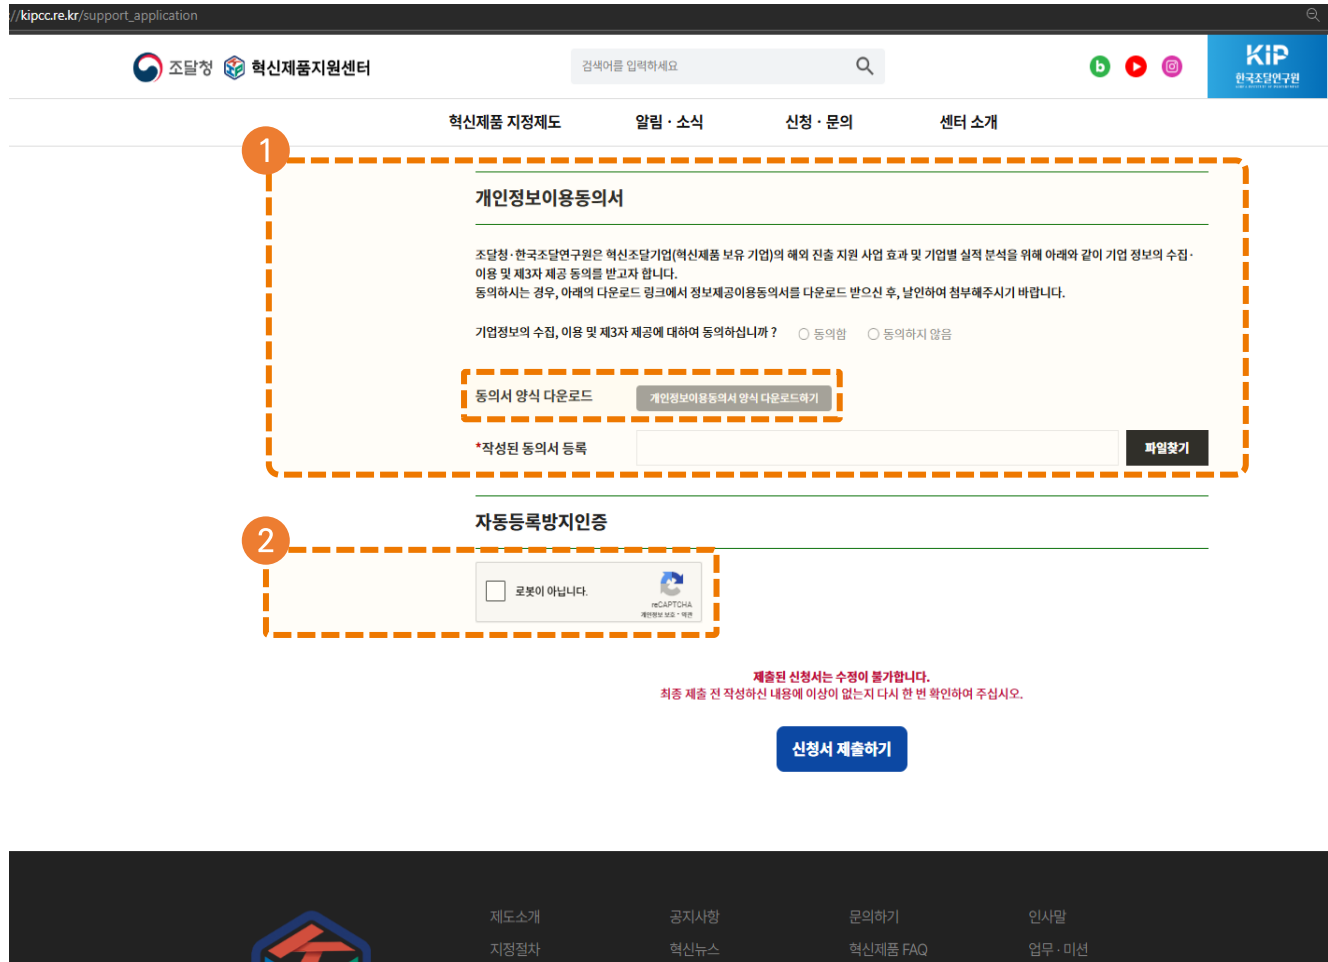 //kipcc.re.kr/support_application
조달청 혁신제품지원센터
검색어를 입력하세요
b
KIP
한국조달연구원
혁신제품 지정제도 알림 · 소식 신청 · 문의 센터 소개
1
개인정보이용동의서
조달청·한국조달연구원은 혁신조달기업(혁신제품 보유 기업)의 해외 진출 지원 사업 효과 및 기업별 실적 분석을 위해 아래와 같이 기업 정보의 수집·
이용 및 제3자 제공 동의를 받고자 합니다.
동의하시는 경우, 아래의 다운로드 링크에서 정보제공이용동의서를 다운로드 받으신 후, 날인하여 첨부해주시기 바랍니다.
기업정보의 수집, 이용 및 제3자 제공에 대하여 동의하십니까 ? 동의함 동의하지 않음
동의서 양식 다운로드 개인정보이용동의서 양식 다운로드하기
*작성된 동의서 등록 파일찾기
자동등록방지인증
2
로봇이 아닙니다.
reCAPTCHA
개인정보 보호 - 약관
제출된 신청서는 수정이 불가합니다.
최종 제출 전 작성하신 내용에 이상이 없는지 다시 한 번 확인하여 주십시오.
신청서 제출하기
제도소개 공지사항 문의하기 인사말
지정절차 혁신뉴스 혁신제품 FAQ 업무 · 미션